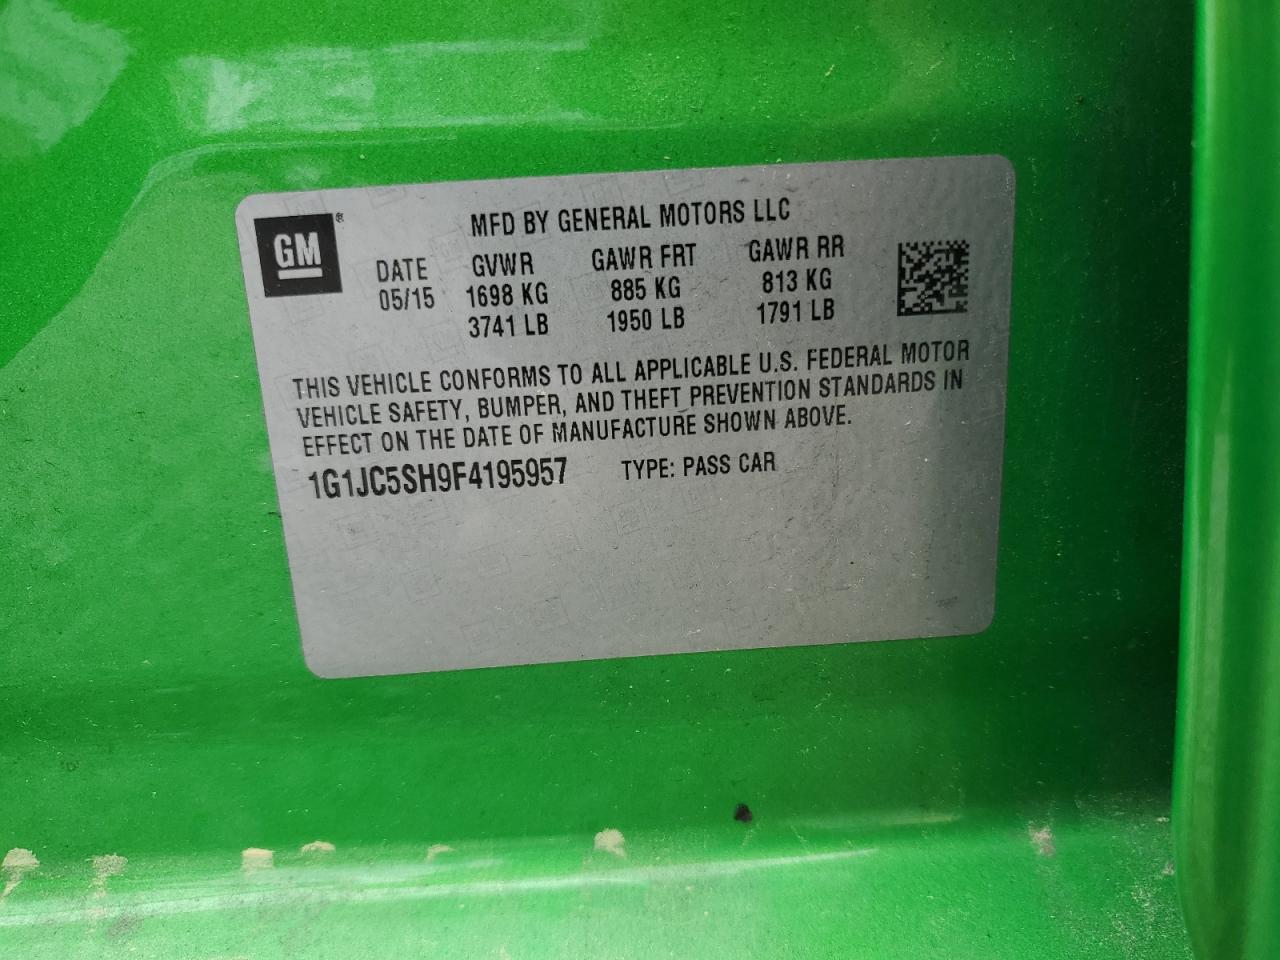 GM ®
MFD BY GENERAL MOTORS LLC
DATE GVWR GAWR FRT GAWR RR
05/15 1698 KG 885 KG 813 KG
3741 LB 1950 LB 1791 LB
THIS VEHICLE CONFORMS TO ALL APPLICABLE U.S. FEDERAL MOTOR
VEHICLE SAFETY, BUMPER, AND THEFT PREVENTION STANDARDS IN
EFFECT ON THE DATE OF MANUFACTURE SHOWN ABOVE.
1G1JC5SH9F4195957 TYPE: PASS CAR